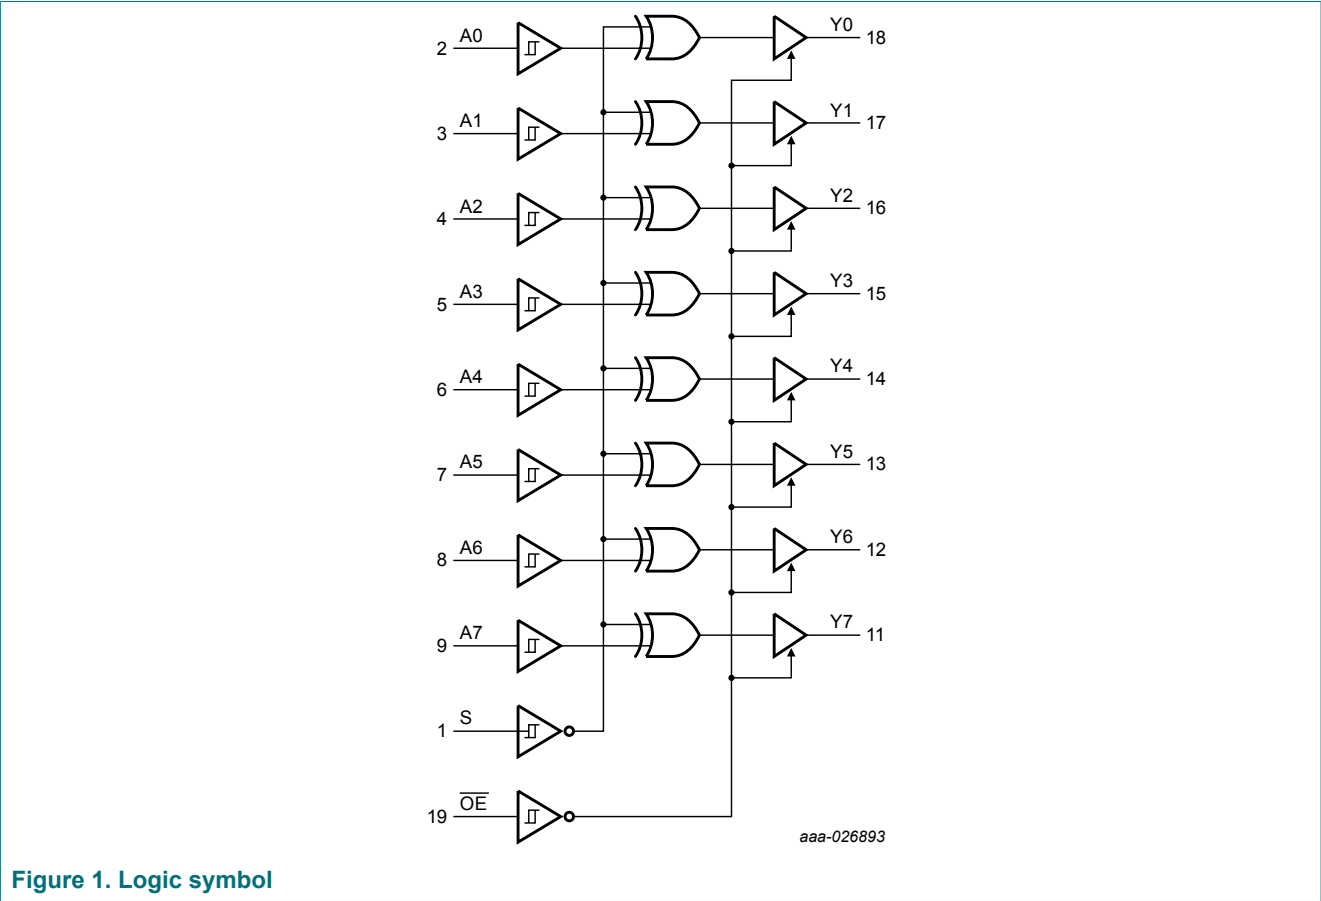 2 A0 Y0 18
3 A1 Y1 17
4 A2 Y2 16
5 A3 Y3 15
6 A4 Y4 14
7 A5 Y5 13
8 A6 Y6 12
9 A7 Y7 11
1 S
19 O̅E̅
aaa-026893
Figure 1. Logic symbol